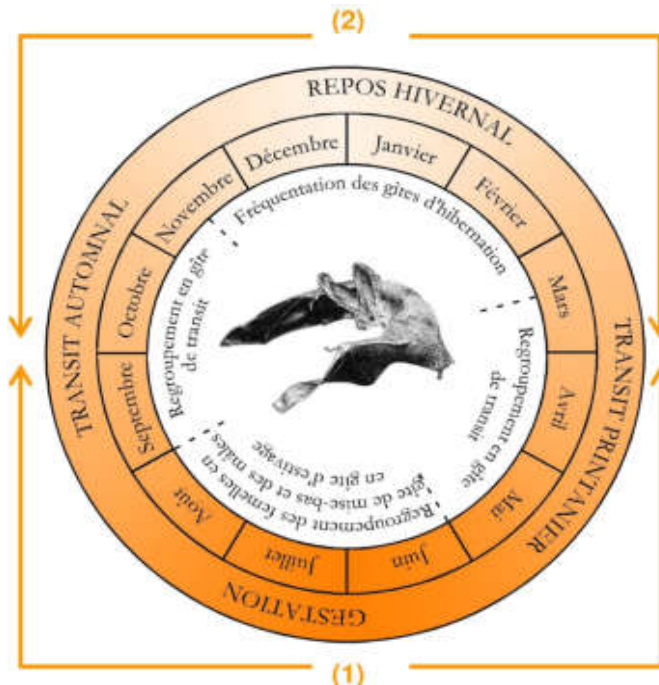 (2)
REPOS HIVERNAL
TRANSIT PRINTANIER
GESTATION
TRANSIT AUTOMNAL
Janvier
Février
Mars
Avril
Mai
Juin
Juillet
Août
Septembre
Octobre
Novembre
Décembre
Fréquentation des gîtes d'hibernation
Regroupement en gîte
de transit
Regroupement des femelles en
gîte de mise-bas et des mâles
en gîte d'estivage
Regroupement en gîte
de transit
(1)